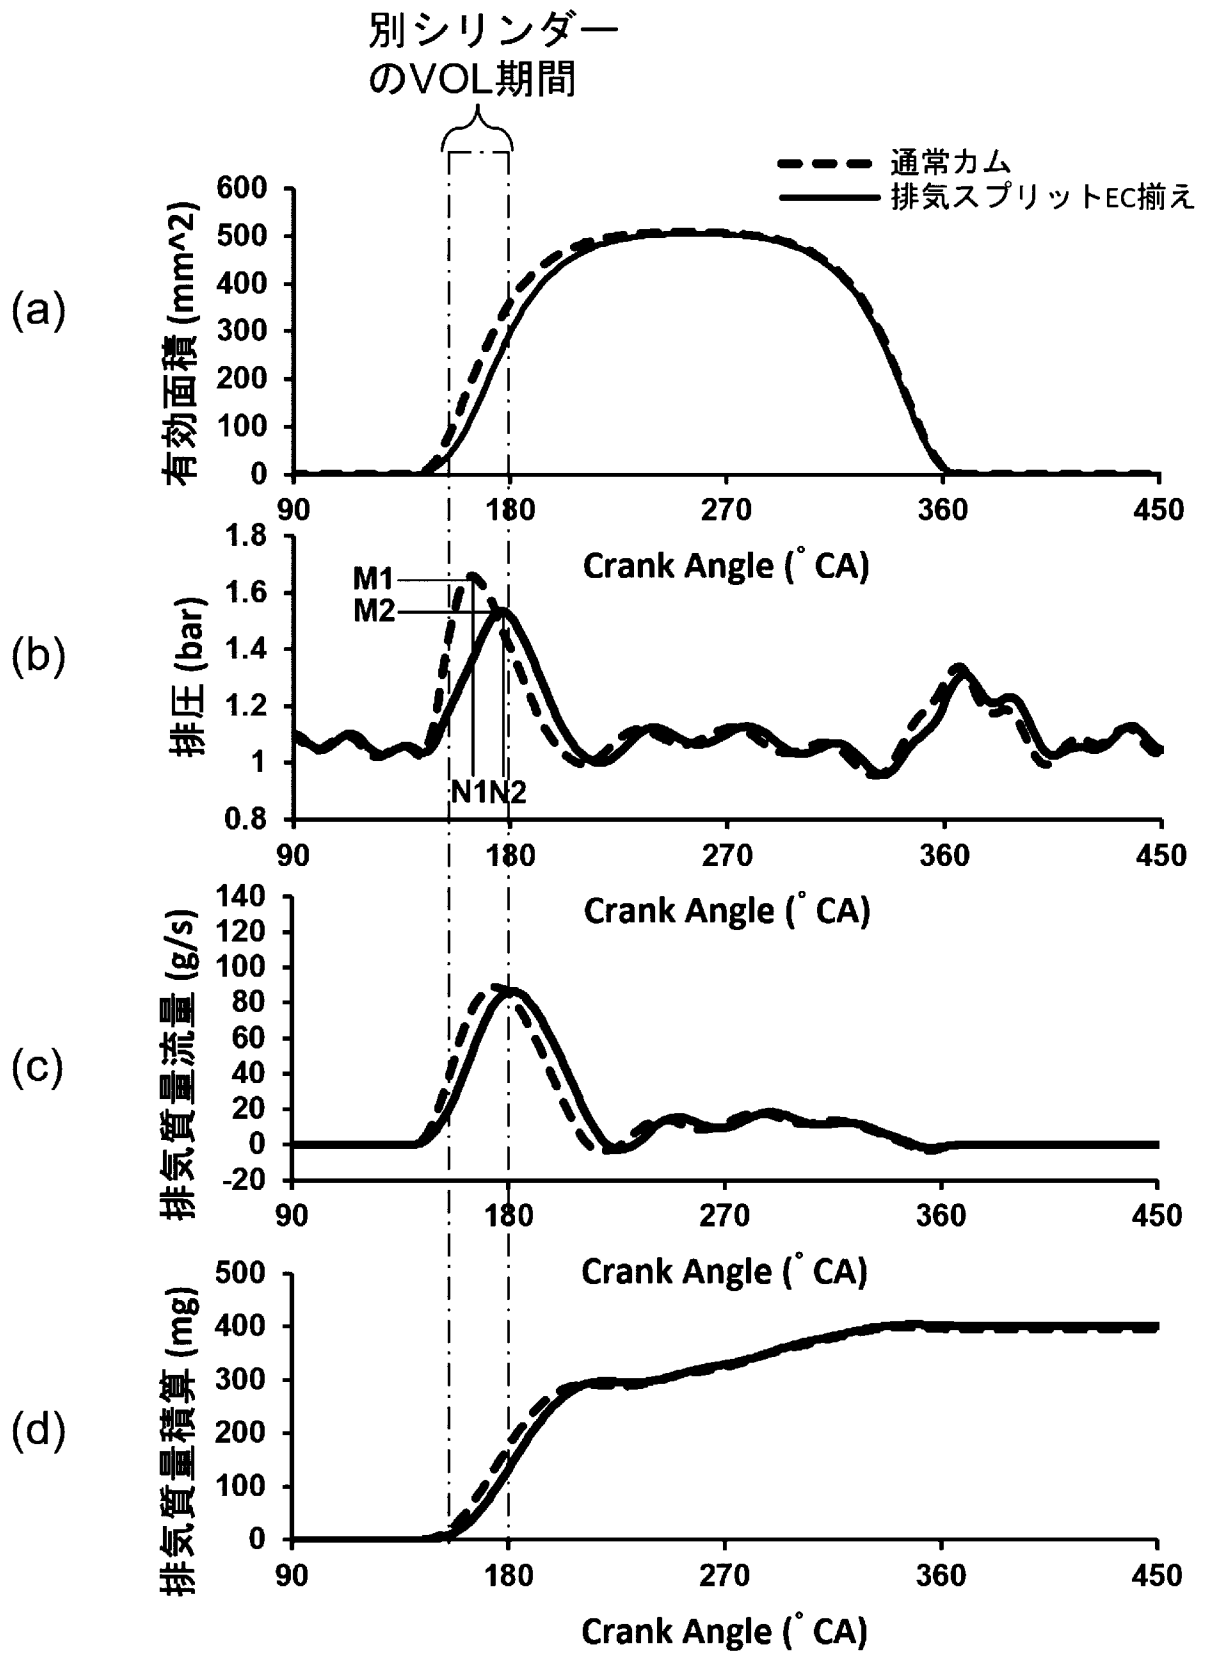 別シリンダー
のVOL期間
通常カム
排気スプリットEC揃え
(a)
有効面積 (mm^2)
600
500
400
300
200
100
0
90 180 270 360 450
Crank Angle (° CA)
(b)
排圧 (bar)
1.8
1.6
1.4
1.2
1
0.8
M1
M2
N1 N2
90 180 270 360 450
Crank Angle (° CA)
(c)
排気質量流量 (g/s)
140
120
100
80
60
40
20
0
-20
90 180 270 360 450
Crank Angle (° CA)
(d)
排気質量積算 (mg)
500
400
300
200
100
0
90 180 270 360 450
Crank Angle (° CA)